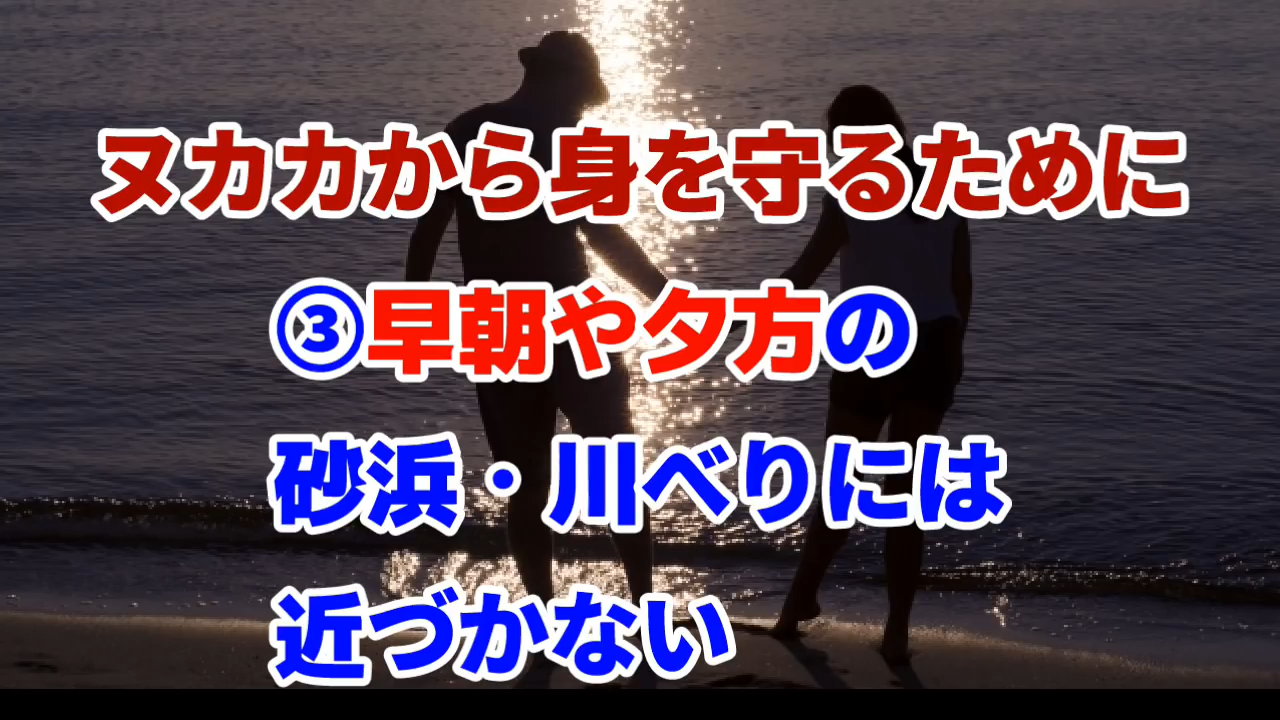 ヌカカから身を守るために
③早朝や夕方の
砂浜・川べりには
近づかない